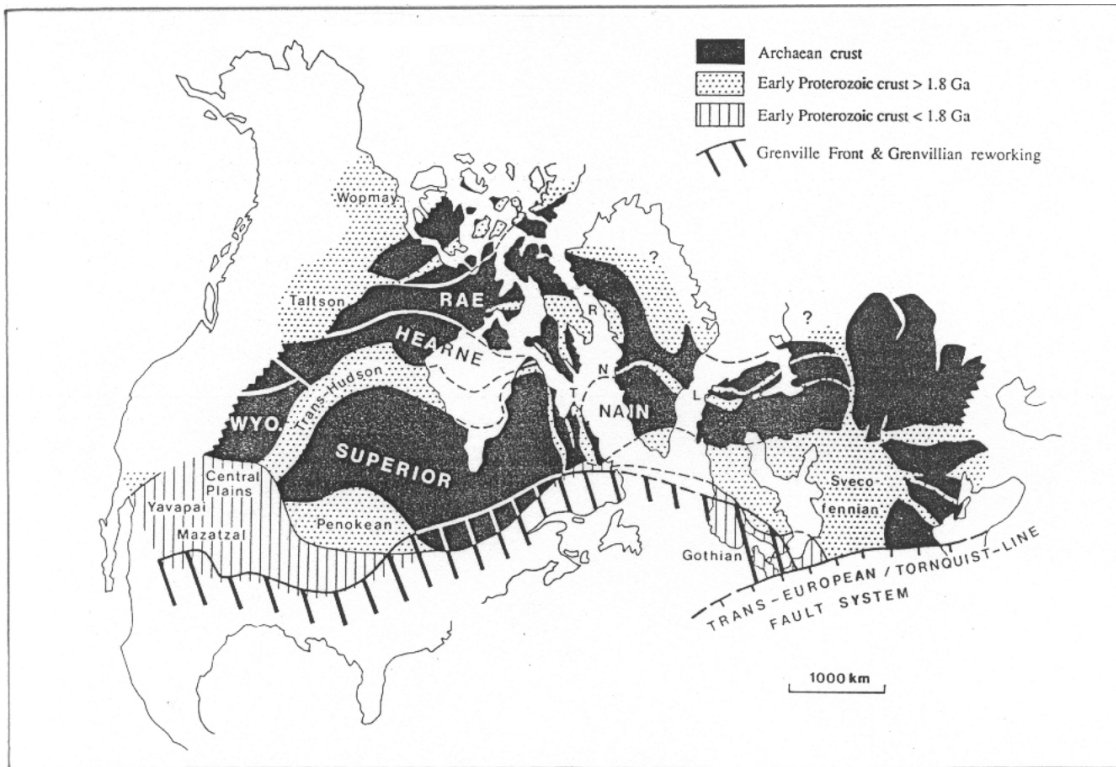 Archaean crust
Early Proterozoic crust > 1.8 Ga
Early Proterozoic crust < 1.8 Ga
Grenville Front & Grenvillian reworking
Wopmay
?
Taltson
RAE
R
?
HEARNE
Trans-Hudson
N
T
NAIN
L
WYO.
SUPERIOR
Central
Plains
Yavapai
Mazatzal
Penokean
Sveco
fennian
Gothian
TRANS-EUROPEAN / TORNQUIST-LINE
FAULT SYSTEM
1000 km